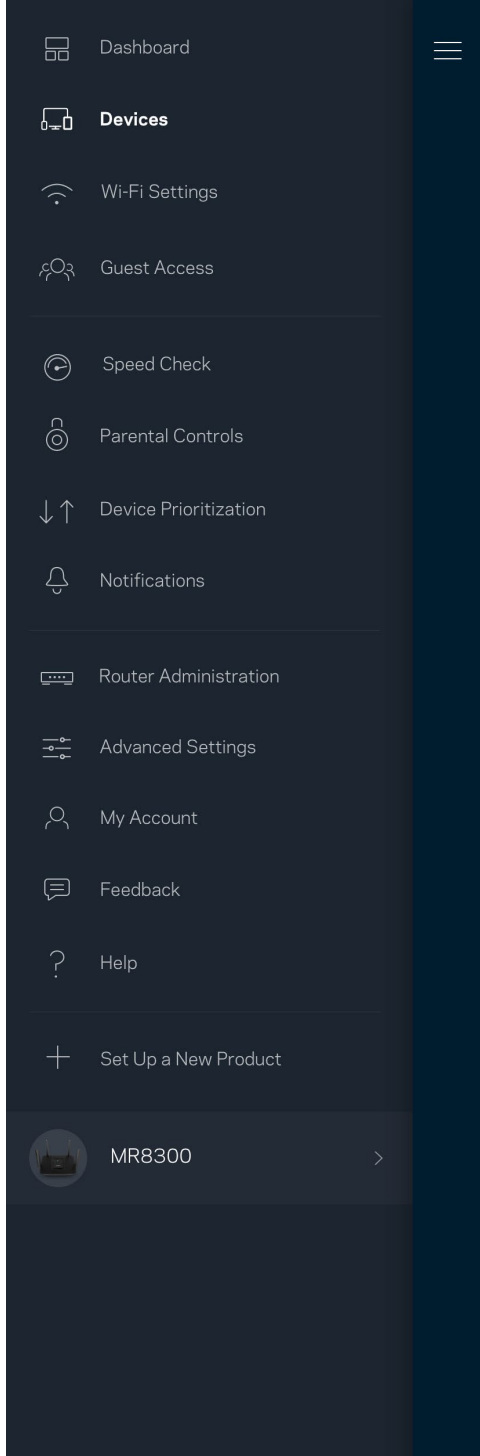 Dashboard
Devices
Wi-Fi Settings
Guest Access
Speed Check
Parental Controls
Device Prioritization
Notifications
Router Administration
Advanced Settings
My Account
Feedback
Help
Set Up a New Product
MR8300